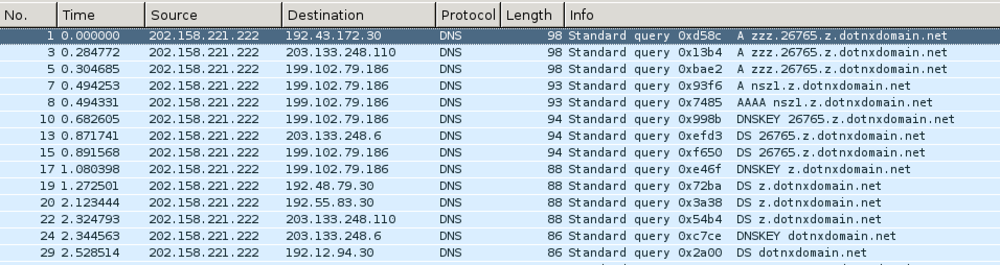 No. Time Source Destination Protocol Length Info
1 0.000000 202.158.221.222 192.43.172.30 DNS 98 Standard query 0xd58c A zzz.26765.z.dotnxdomain.net
3 0.284772 202.158.221.222 203.133.248.110 DNS 98 Standard query 0x13b4 A zzz.26765.z.dotnxdomain.net
5 0.304685 202.158.221.222 199.102.79.186 DNS 98 Standard query 0xbae2 A zzz.26765.z.dotnxdomain.net
7 0.494253 202.158.221.222 199.102.79.186 DNS 93 Standard query 0x93f6 A nsz1.z.dotnxdomain.net
8 0.494331 202.158.221.222 199.102.79.186 DNS 93 Standard query 0x7485 AAAA nsz1.z.dotnxdomain.net
10 0.682605 202.158.221.222 199.102.79.186 DNS 94 Standard query 0x998b DNSKEY 26765.z.dotnxdomain.net
13 0.871741 202.158.221.222 203.133.248.6 DNS 94 Standard query 0xefd3 DS 26765.z.dotnxdomain.net
15 0.891568 202.158.221.222 199.102.79.186 DNS 94 Standard query 0xf650 DS 26765.z.dotnxdomain.net
17 1.080398 202.158.221.222 199.102.79.186 DNS 88 Standard query 0xe46f DNSKEY z.dotnxdomain.net
19 1.272501 202.158.221.222 192.48.79.30 DNS 88 Standard query 0x72ba DS z.dotnxdomain.net
20 2.123444 202.158.221.222 192.55.83.30 DNS 88 Standard query 0x3a38 DS z.dotnxdomain.net
22 2.324793 202.158.221.222 203.133.248.110 DNS 88 Standard query 0x54b4 DS z.dotnxdomain.net
24 2.344563 202.158.221.222 203.133.248.6 DNS 86 Standard query 0xc7ce DNSKEY dotnxdomain.net
29 2.528514 202.158.221.222 192.12.94.30 DNS 86 Standard query 0x2a00 DS dotnxdomain.net